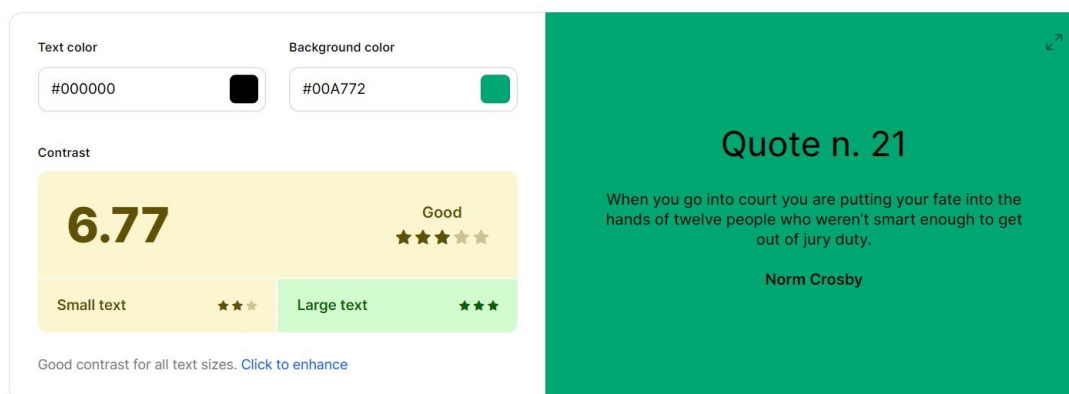 Text color
Background color
#000000
#00A772
Contrast
6.77
Good
Small text
Large text
Good contrast for all text sizes. Click to enhance
Quote n. 21
When you go into court you are putting your fate into the
hands of twelve people who weren’t smart enough to get
out of jury duty.
Norm Crosby